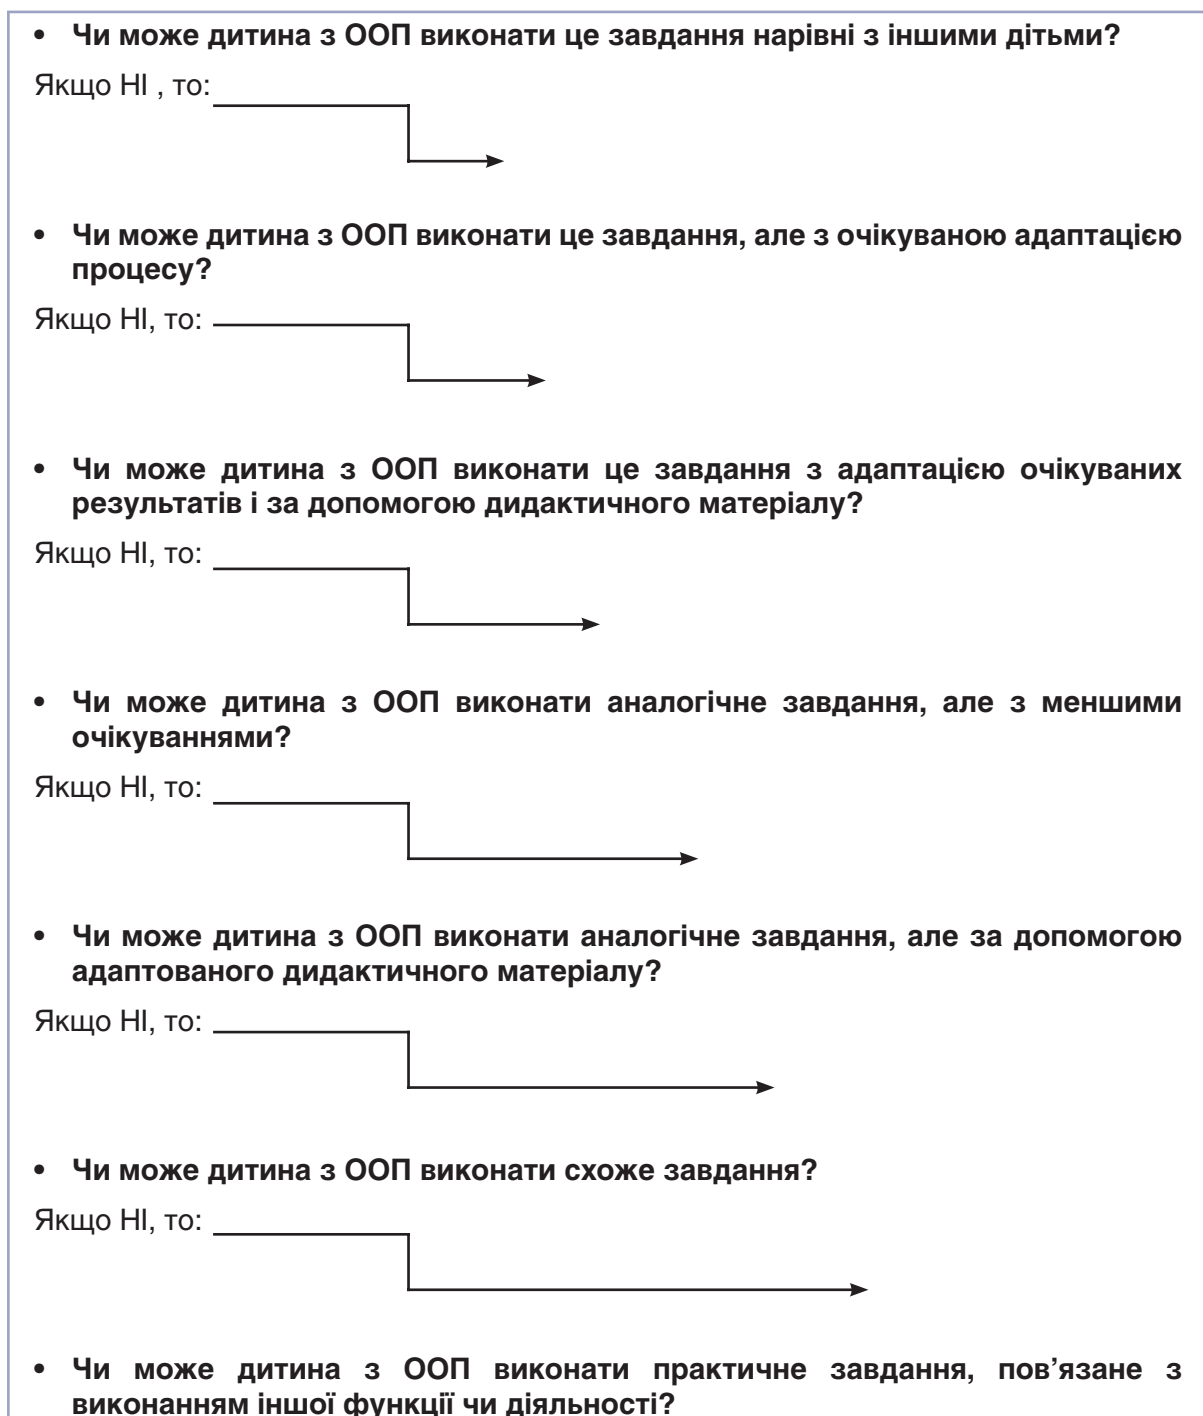 • Чи може дитина з ООП виконати це завдання нарівні з іншими дітьми?
Якщо НІ , то:
• Чи може дитина з ООП виконати це завдання, але з очікуваною адаптацією
процесу?
Якщо НІ, то:
• Чи може дитина з ООП виконати це завдання з адаптацією очікуваних
результатів і за допомогою дидактичного матеріалу?
Якщо НІ, то:
• Чи може дитина з ООП виконати аналогічне завдання, але з меншими
очікуваннями?
Якщо НІ, то:
• Чи може дитина з ООП виконати аналогічне завдання, але за допомогою
адаптованого дидактичного матеріалу?
Якщо НІ, то:
• Чи може дитина з ООП виконати схоже завдання?
Якщо НІ, то:
• Чи може дитина з ООП виконати практичне завдання, пов’язане з
виконанням іншої функції чи діяльності?